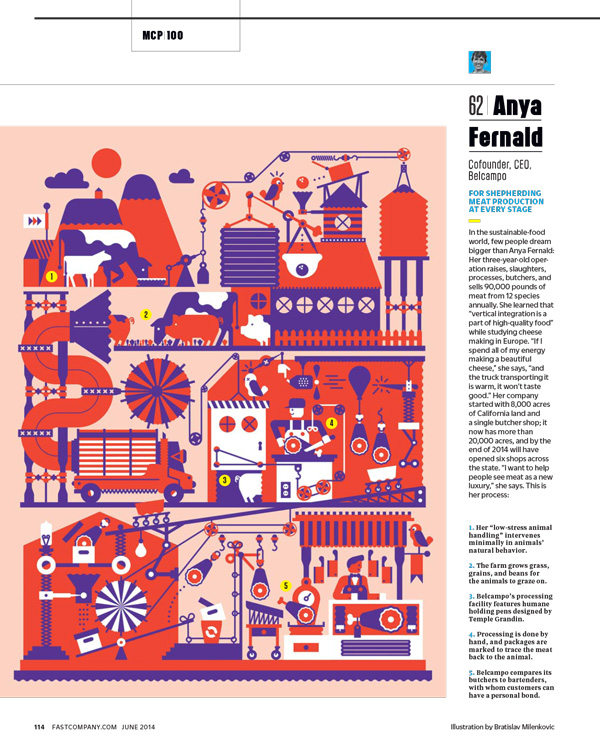 MCP 100
62 Anya
Fernald
Cofounder, CEO,
Belcampo
FOR SHEPHERDING
MEAT PRODUCTION
AT EVERY STAGE
In the sustainable-food
world, few people dream
bigger than Anya Fernald:
Her three-year-old oper-
ation raises, slaughters,
processes, butchers, and
sells 90,000 pounds of
meat from 12 species
annually. She learned that
“vertical integration is a
part of high-quality food”
while studying cheese
making in Europe. “If I
spend all of my energy
making a beautiful
cheese,” she says, “and
the truck transporting it
is warm, it won’t taste
good.” Her company
started with 8,000 acres
of California land and
a single butcher shop; it
now has more than
20,000 acres, and by the
end of 2014 will have
opened six shops across
the state. “I want to help
people see meat as a new
luxury,” she says. This is
her process:
1. Her “low-stress animal
handling” intervenes
minimally in animals’
natural behavior.
2. The farm grows grass,
grains, and beans for
the animals to graze on.
3. Belcampo’s processing
facility features humane
holding pens designed by
Temple Grandin.
4. Processing is done by
hand, and packages are
marked to trace the meat
back to the animal.
5. Belcampo compares its
butchers to bartenders,
with whom customers can
have a personal bond.
1
2
3
4
5
114 FASTCOMPANY.COM JUNE 2014
Illustration by Bratislav Milenkovic